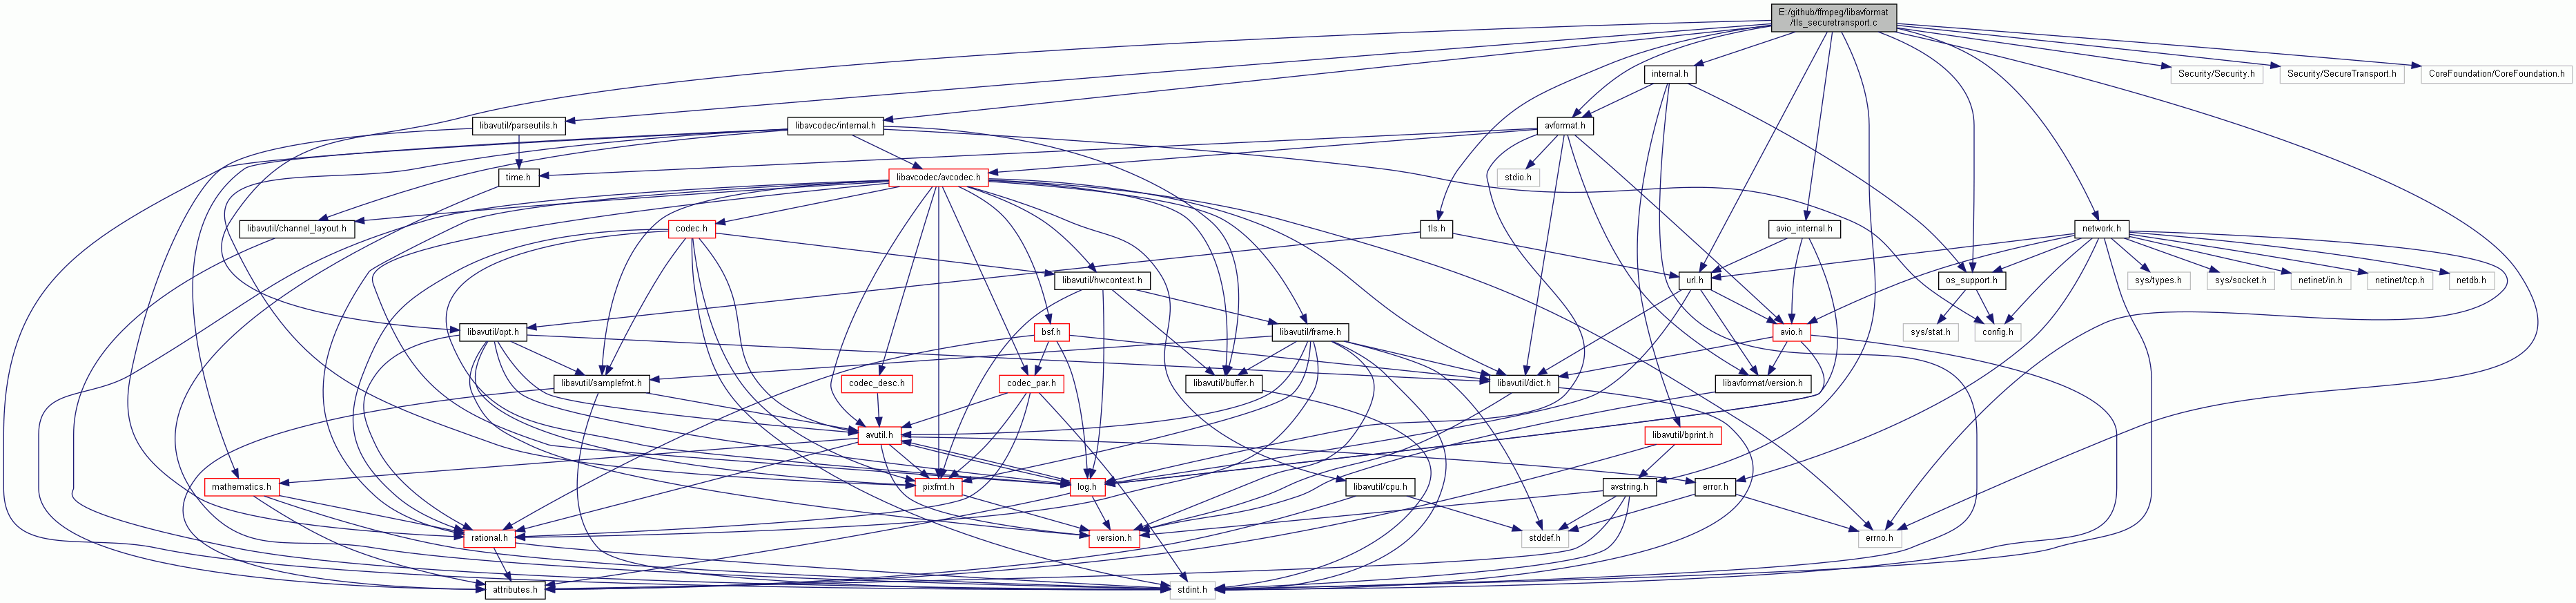 E:/github/ffmpeg/libavformat
/tls_securetransport.c
internal.h
Security/Security.h
Security/SecureTransport.h
CoreFoundation/CoreFoundation.h
libavutil/parseutils.h
libavcodec/internal.h
avformat.h
time.h
libavcodec/avcodec.h
stdio.h
libavutil/channel_layout.h
codec.h
tls.h
avio_internal.h
network.h
libavutil/hwcontext.h
url.h
os_support.h
sys/types.h
sys/socket.h
netinet/in.h
netinet/tcp.h
netdb.h
libavutil/opt.h
bsf.h
libavutil/frame.h
avio.h
sys/stat.h
config.h
libavutil/samplefmt.h
codec_desc.h
codec_par.h
libavutil/buffer.h
libavutil/dict.h
libavformat/version.h
avutil.h
libavutil/bprint.h
mathematics.h
pixfmt.h
log.h
libavutil/cpu.h
avstring.h
error.h
rational.h
version.h
stddef.h
errno.h
attributes.h
stdint.h